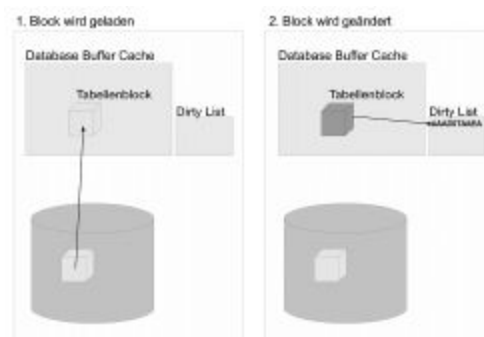 1. Block wird geladen
Database Buffer Cache
Tabellenblock
Dirty List
2. Block wird geändert
Database Buffer Cache
Tabellenblock
Dirty List